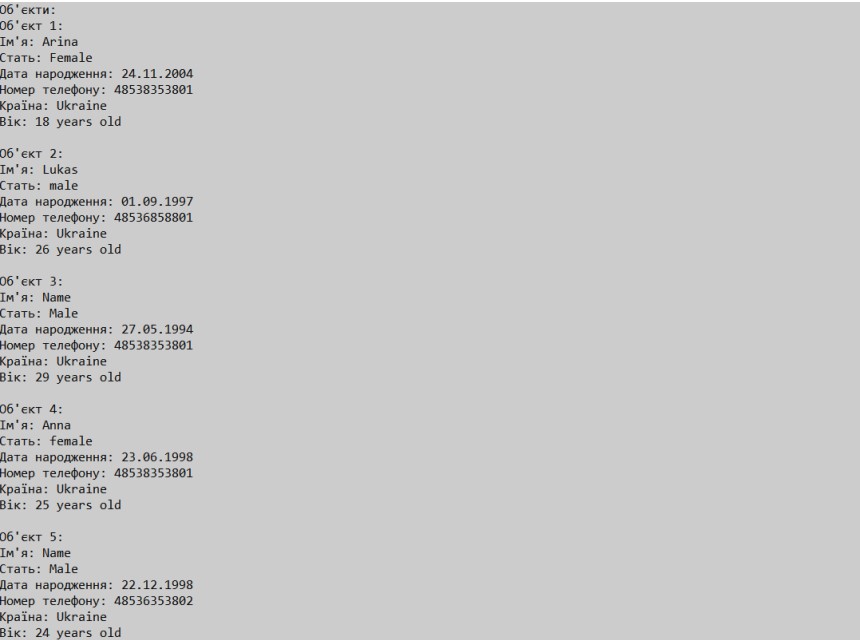 Об'єкти:
Об'єкт 1:
Ім'я: Arina
Стать: Female
Дата народження: 24.11.2004
Номер телефону: 48538353801
Країна: Ukraine
Вік: 18 years old
Об'єкт 2:
Ім'я: Lukas
Стать: male
Дата народження: 01.09.1997
Номер телефону: 48536858801
Країна: Ukraine
Вік: 26 years old
Об'єкт 3:
Ім'я: Name
Стать: Male
Дата народження: 27.05.1994
Номер телефону: 48538353801
Країна: Ukraine
Вік: 29 years old
Об'єкт 4:
Ім'я: Anna
Стать: female
Дата народження: 23.06.1998
Номер телефону: 48538353801
Країна: Ukraine
Вік: 25 years old
Об'єкт 5:
Ім'я: Name
Стать: Male
Дата народження: 22.12.1998
Номер телефону: 48536353802
Країна: Ukraine
Вік: 24 years old